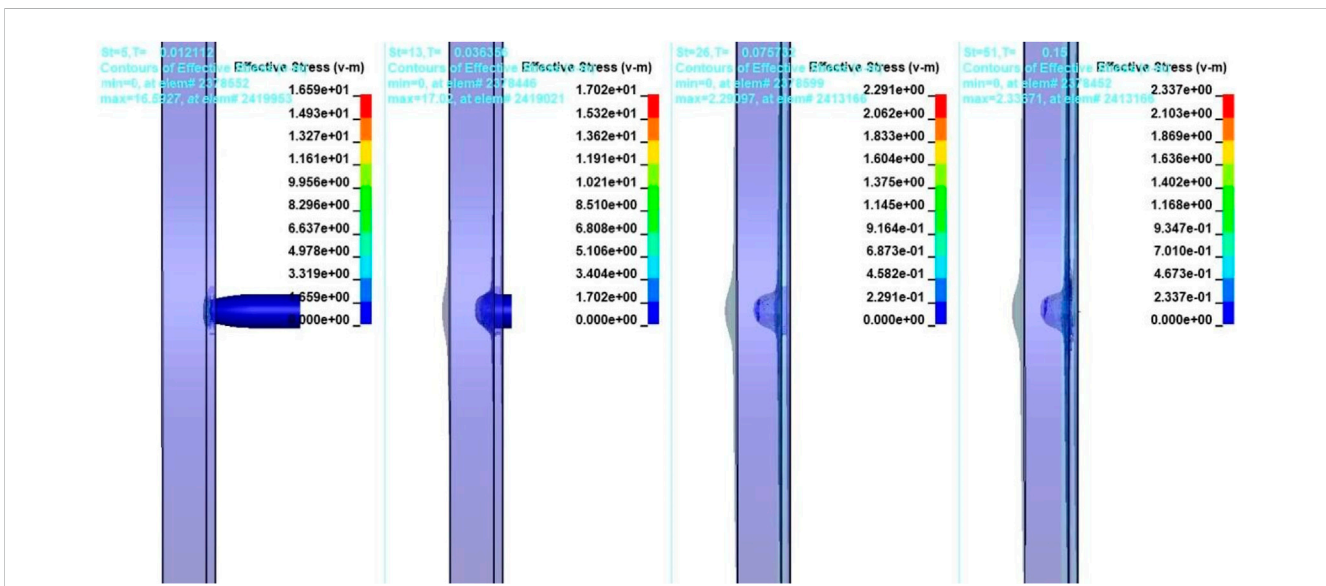 St=5,T= 0.012112
Contours of Effective Stress (v-m)
min=0, at elem# 2378552
max=16.5927, at elem# 2419953
Effective Stress (v-m)
1.659e+01
1.493e+01
1.327e+01
1.161e+01
9.956e+00
8.296e+00
6.637e+00
4.978e+00
3.319e+00
1.659e+00
0.000e+00
St=13,T= 0.036356
Contours of Effective Stress (v-m)
min=0, at elem# 2378446
max=17.02, at elem# 2419021
Effective Stress (v-m)
1.702e+01
1.532e+01
1.362e+01
1.191e+01
1.021e+01
8.510e+00
6.808e+00
5.106e+00
3.404e+00
1.702e+00
0.000e+00
St=26,T=
Contours of Effective Stress (v-m)
min=0, at elem# 2378599
max=2.29097, at elem# 2413166
Effective Stress (v-m)
2.291e+00
2.062e+00
1.833e+00
1.604e+00
1.375e+00
1.145e+00
9.164e-01
6.873e-01
4.582e-01
2.291e-01
0.000e+00
St=51,T= 0.15
Contours of Effective Stress (v-m)
min=0, at elem# 2378452
max=2.33671, at elem# 2413166
Effective Stress (v-m)
2.337e+00
2.103e+00
1.869e+00
1.636e+00
1.402e+00
1.168e+00
9.347e-01
7.010e-01
4.673e-01
2.337e-01
0.000e+00